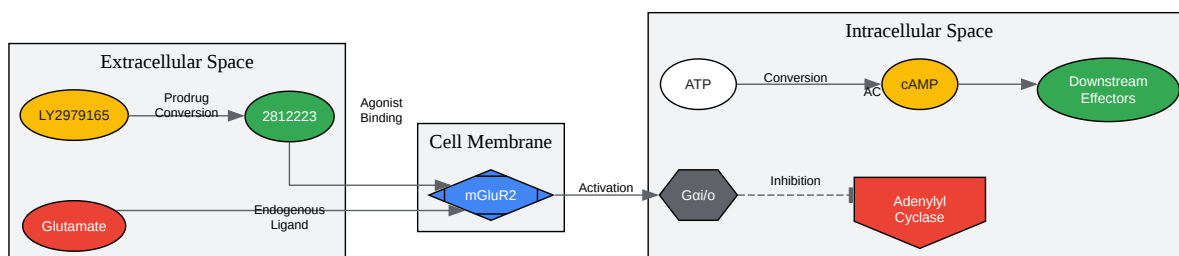 Extracellular Space
LY2979165
Prodrug
Conversion
2812223
Glutamate
Endogenous
Ligand
Agonist
Binding
Cell Membrane
mGluR2
Activation
Intracellular Space
ATP
Conversion
AC
cAMP
Downstream
Effectors
Gαi/o
Inhibition
Adenylyl
Cyclase